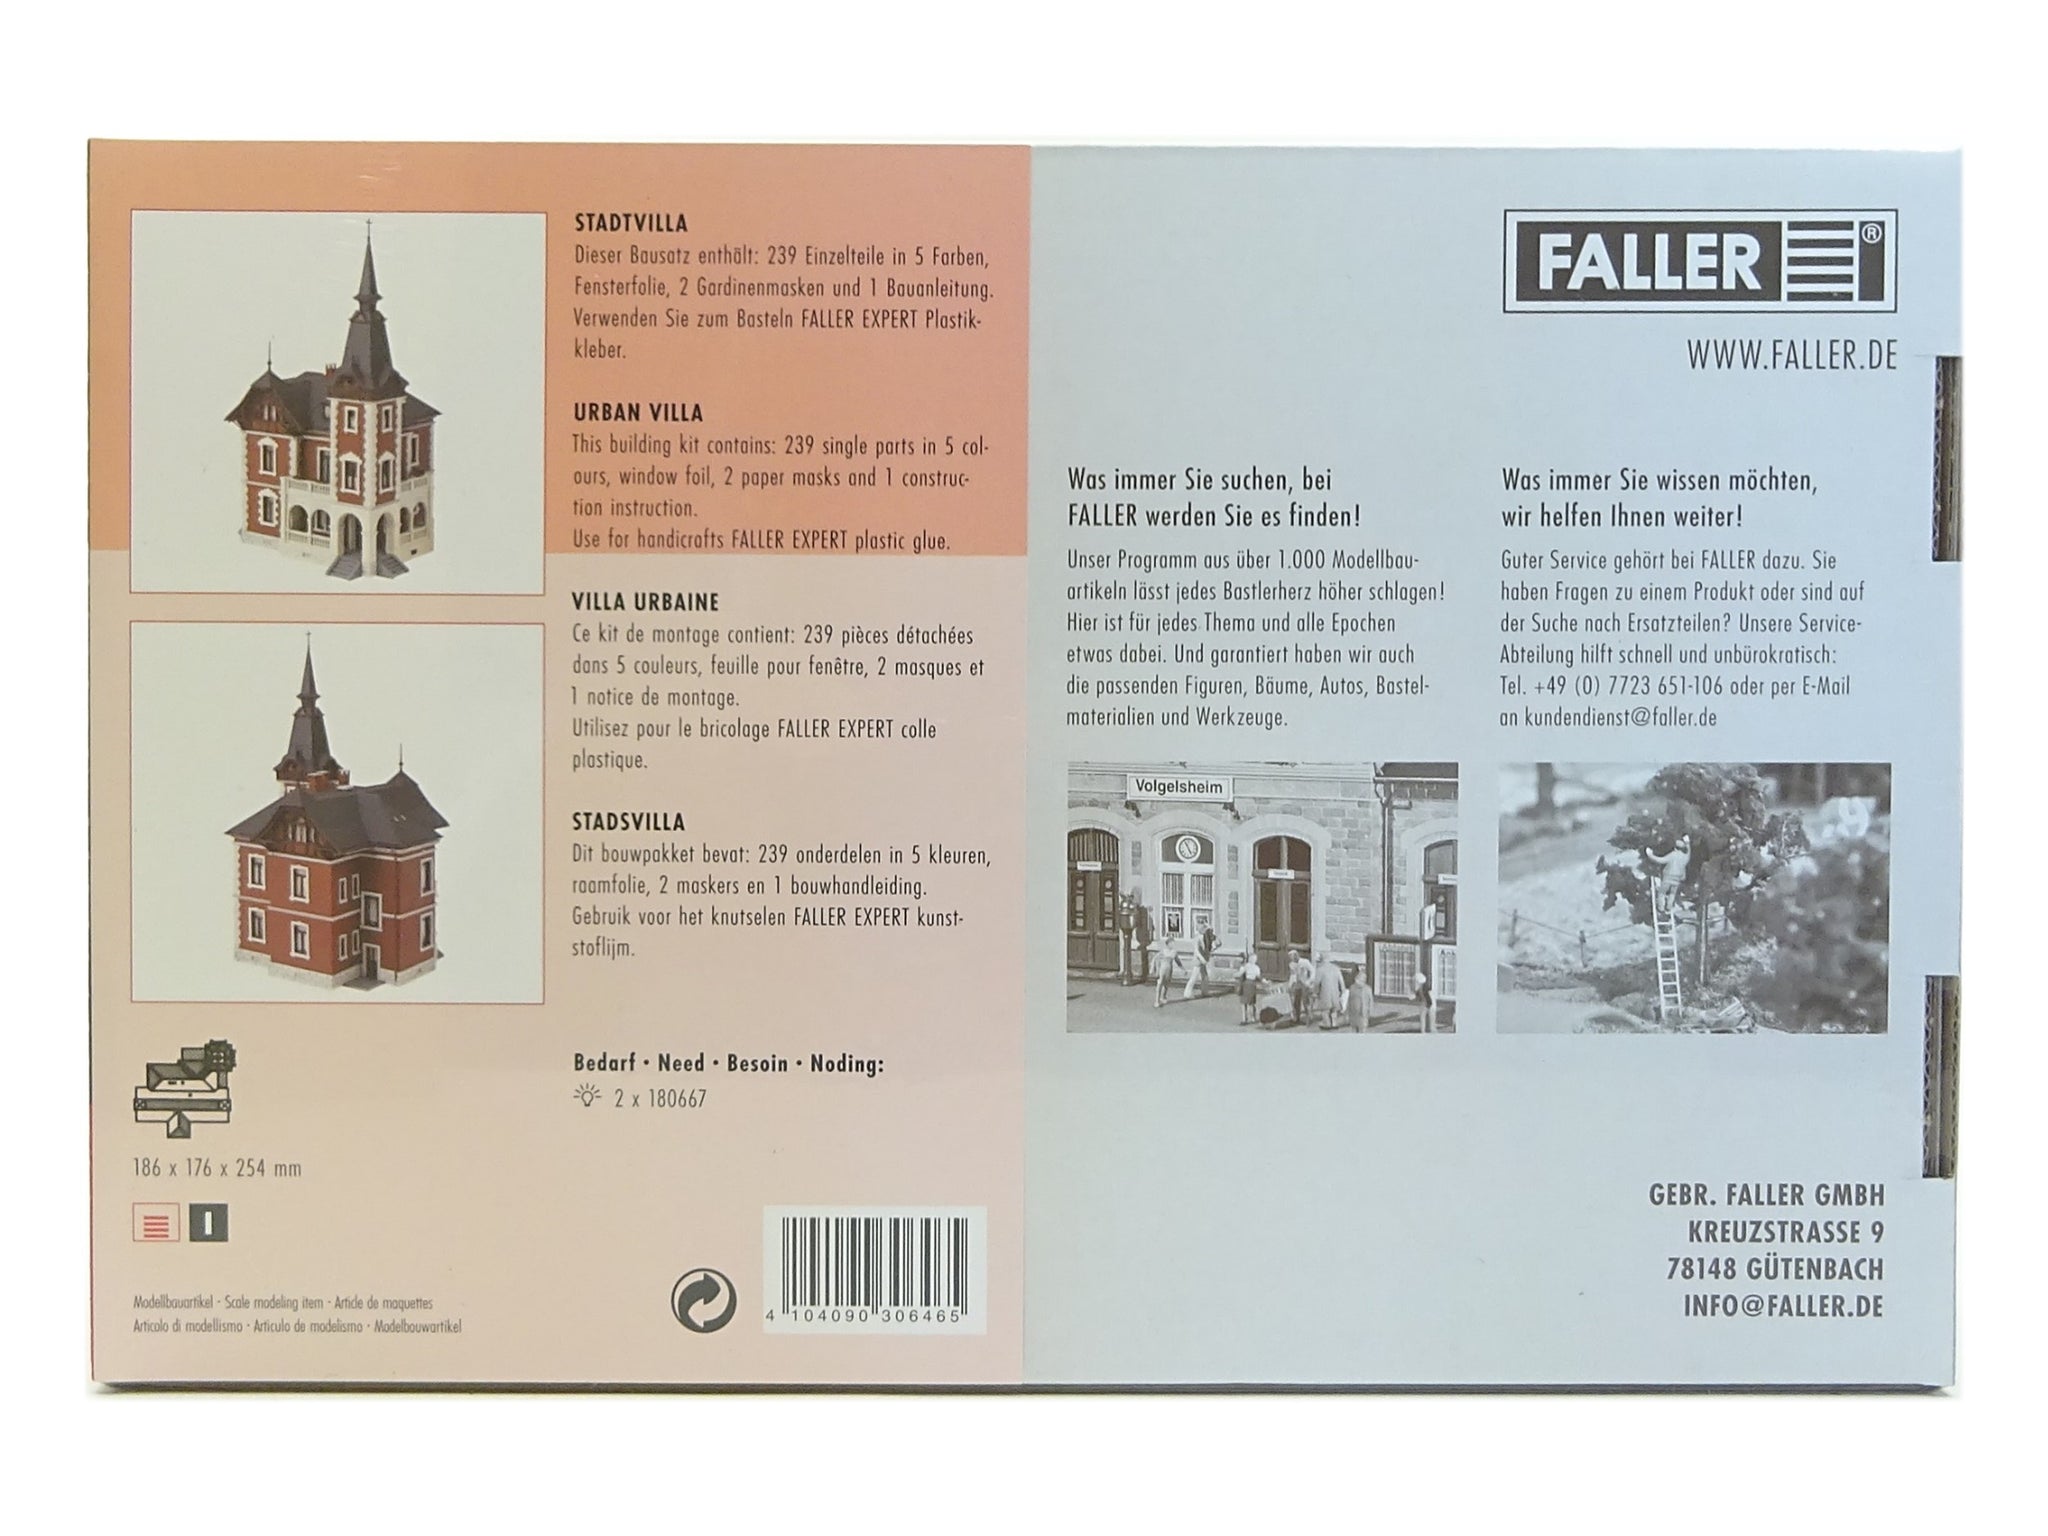 STADTVILLA
Dieser Bausatz enthält: 239 Einzelteile in 5 Farben,
Fensterfolie, 2 Gardinenmasken und 1 Bauanleitung.
Verwenden Sie zum Basteln FALLER EXPERT Plastik-
kleber.
URBAN VILLA
This building kit contains: 239 single parts in 5 col-
ours, window foil, 2 paper masks and 1 construc-
tion instruction.
Use for handicrafts FALLER EXPERT plastic glue.
VILLA URBAINE
Ce kit de montage contient: 239 pièces détachées
dans 5 couleurs, feuille pour fenêtre, 2 masques et
1 notice de montage.
Utilisez pour le bricolage FALLER EXPERT colle
plastique.
STADSVILLA
Dit bouwpakket bevat: 239 onderdelen in 5 kleuren,
raamfolie, 2 maskers en 1 bouwhandleiding.
Gebruik voor het knutselen FALLER EXPERT kunst-
stoflijm.
Bedarf · Need · Besoin · Noding:
2 x 180667
186 x 176 x 254 mm
I
Modellbauartikel - Scale modeling item - Article de maquettes
Articolo di modellismo · Articulo de modelismo · Modelbouwartikel
4 104090 306465
FALLER ®
WWW.FALLER.DE
Was immer Sie suchen, bei
FALLER werden Sie es finden!
Unser Programm aus über 1.000 Modellbau-
artikeln lässt jedes Bastlerherz höher schlagen!
Hier ist für jedes Thema und alle Epochen
etwas dabei. Und garantiert haben wir auch
die passenden Figuren, Bäume, Autos, Bastel-
materialien und Werkzeuge.
Volgelsheim
Was immer Sie wissen möchten,
wir helfen Ihnen weiter!
Guter Service gehört bei FALLER dazu. Sie
haben Fragen zu einem Produkt oder sind auf
der Suche nach Ersatzteilen? Unsere Service-
Abteilung hilft schnell und unbürokratisch:
Tel. +49 (0) 7723 651-106 oder per E-Mail
an kundendienst@faller.de
GEBR. FALLER GMBH
KREUZSTRASSE 9
78148 GÜTENBACH
INFO@FALLER.DE